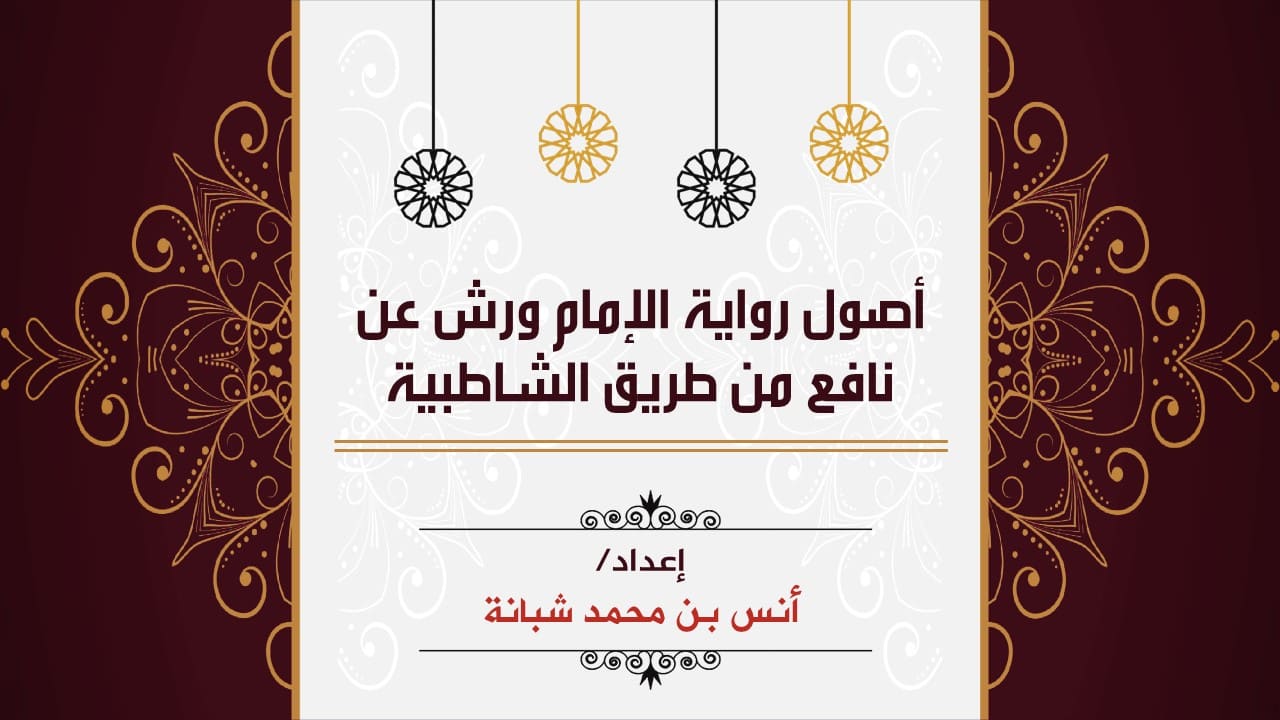 أصول رواية الإمام ورش عن
نافع من طريق الشاطبية
إعداد/
أنس بن محمد شبانة